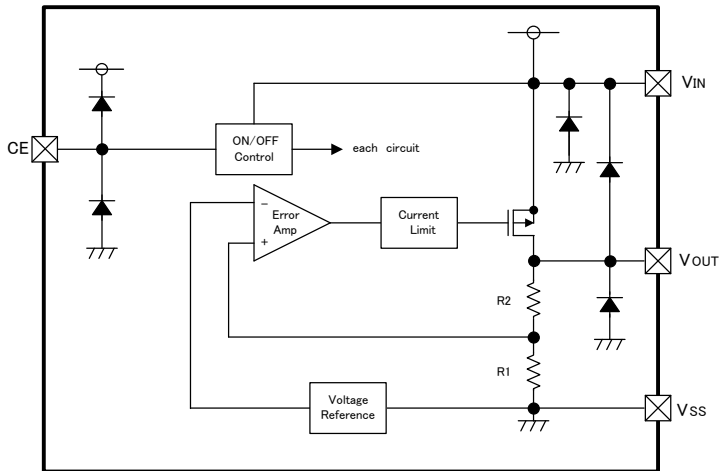 VIN
CE
ON/OFF
Control
each circuit
−
Error
Amp
+
Current
Limit
VOUT
R2
R1
Voltage
Reference
VSS